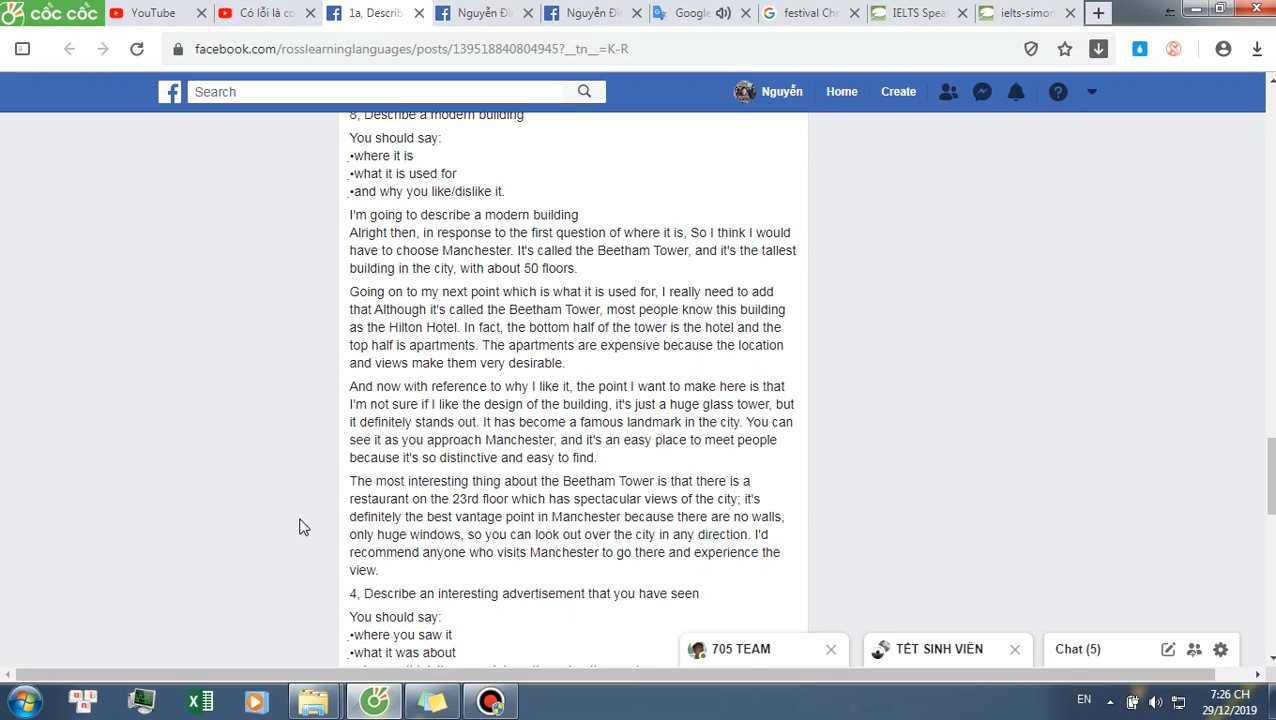 cốc cốc
YouTube
Có lỗi là co
1a, Describ
Nguyễn Đì
Nguyễn Đìn
Goog
festival Chr
IELTS Spea
ielts-simon
facebook.com/rosslearninglanguages/posts/1395188408049 45?__tn__=K-R
Search
Nguyễn
Home
Create
8, Describe a modern building
You should say:
•where it is
•what it is used for
•and why you like/dislike it.
I'm going to describe a modern building
Alright then, in response to the first question of where it is, So I think I would
have to choose Manchester. It's called the Beetham Tower, and it's the tallest
building in the city, with about 50 floors.
Going on to my next point which is what it is used for, I really need to add
that Although it's called the Beetham Tower, most people know this building
as the Hilton Hotel. In fact, the bottom half of the tower is the hotel and the
top half is apartments. The apartments are expensive because the location
and views make them very desirable.
And now with reference to why I like it, the point I want to make here is that
I'm not sure if I like the design of the building, it's just a huge glass tower, but
it definitely stands out. It has become a famous landmark in the city. You can
see it as you approach Manchester, and it's an easy place to meet people
because it's so distinctive and easy to find.
The most interesting thing about the Beetham Tower is that there is a
restaurant on the 23rd floor which has spectacular views of the city; it's
definitely the best vantage point in Manchester because there are no walls,
only huge windows, so you can look out over the city in any direction. I'd
recommend anyone who visits Manchester to go there and experience the
view.
4, Describe an interesting advertisement that you have seen
You should say:
•where you saw it
•what it was about
705 TEAM
TẾT SINH VIÊN
Chat (5)
EN
7:26 CH
29/12/2019